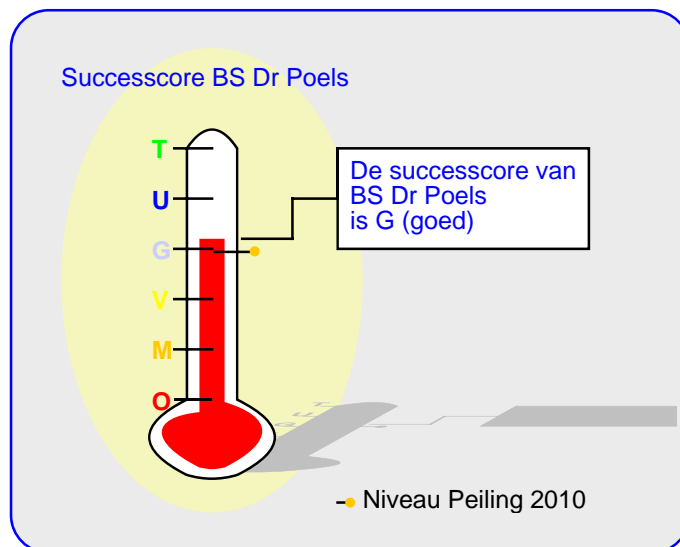 Successcore BS Dr Poels
T
De successcore van
BS Dr Poels
is G (goed)
U
G
V
M
O
Niveau Peiling 2010